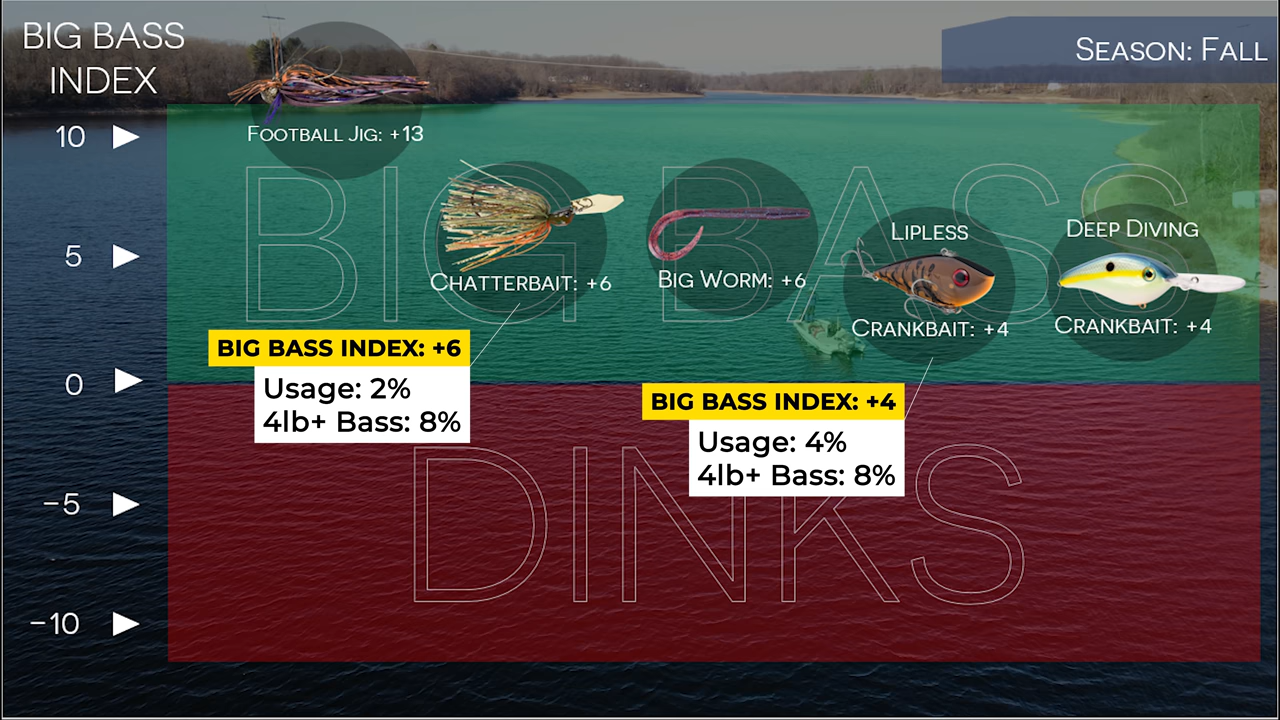 BIG BASS
INDEX
SEASON: FALL
10
5
0
−5
−10
FOOTBALL JIG: +13
CHATTERBAIT: +6
BIG WORM: +6
LIPLESS
CRANKBAIT: +4
DEEP DIVING
CRANKBAIT: +4
BIG BASS
BIG BASS INDEX: +6
Usage: 2%
4lb+ Bass: 8%
BIG BASS INDEX: +4
Usage: 4%
4lb+ Bass: 8%
DINKS